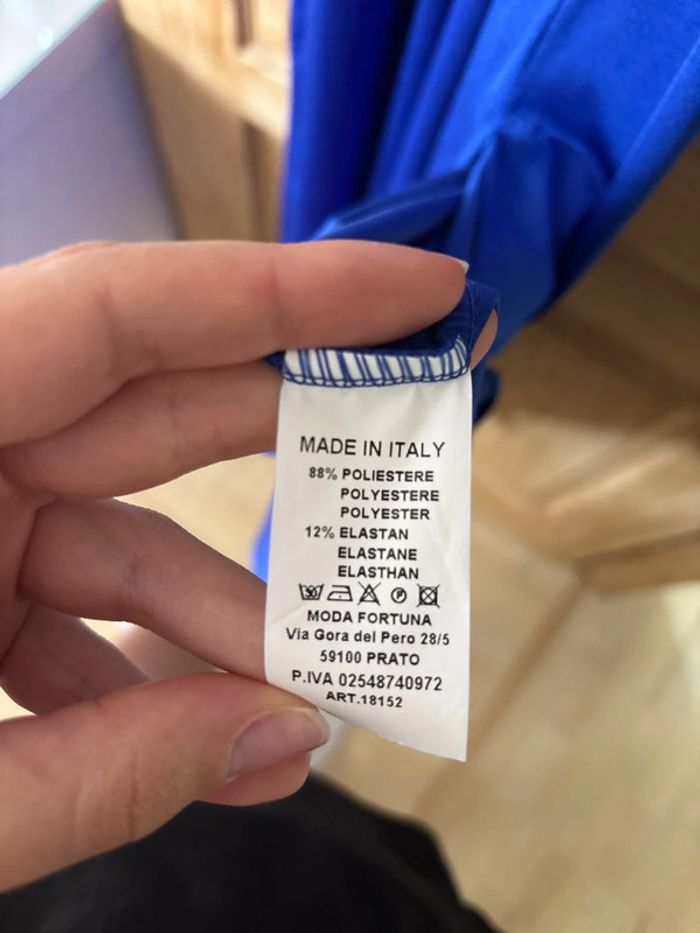 MADE IN ITALY
88% POLIESTERE
POLYESTERE
POLYESTER
12% ELASTAN
ELASTANE
ELASTHAN
MODA FORTUNA
Via Gora del Pero 28/5
59100 PRATO
P.IVA 02548740972
ART.18152